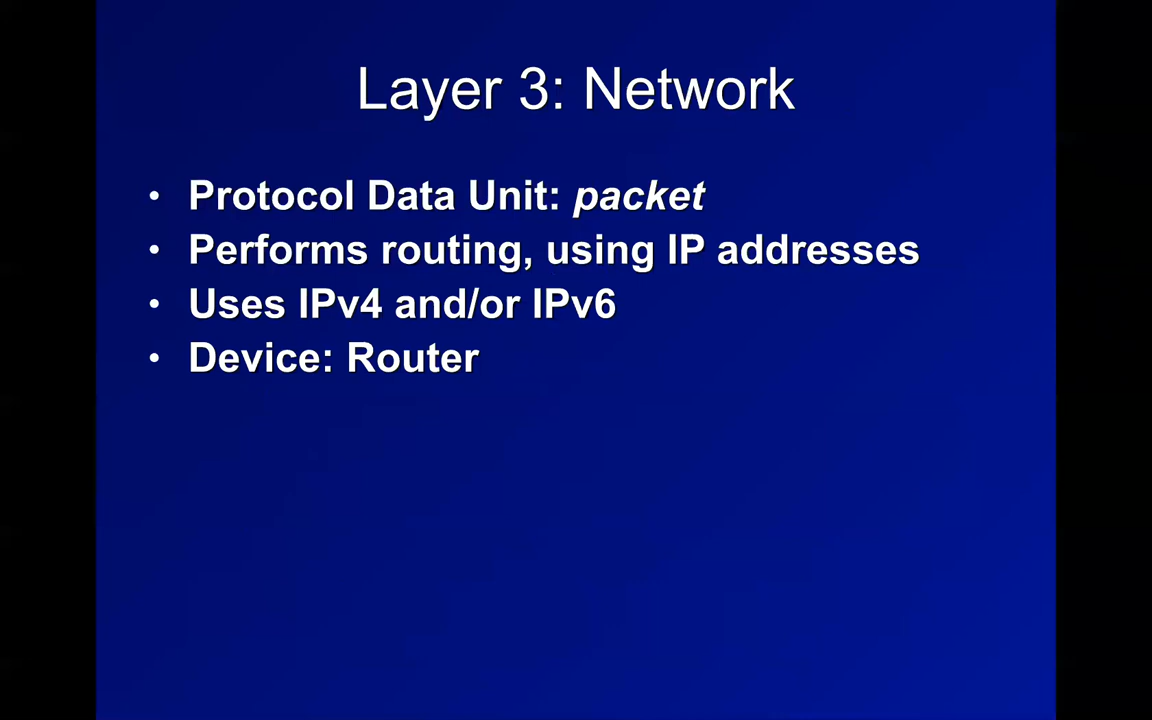 Layer 3: Network
• Protocol Data Unit: packet
• Performs routing, using IP addresses
• Uses IPv4 and/or IPv6
• Device: Router